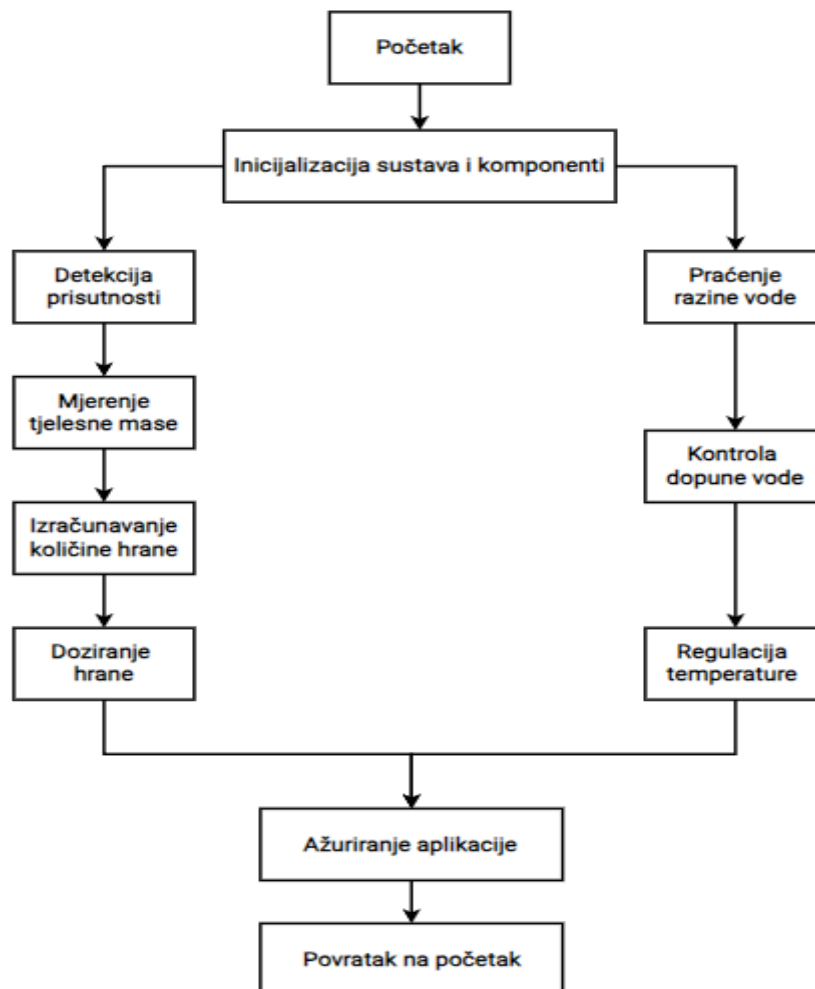 Početak
Inicijalizacija sustava i komponenti
Detekcija
prisutnosti
Mjerenje
tjelesne mase
Izračunavanje
količine hrane
Doziranje
hrane
Praćenje
razine vode
Kontrola
dopune vode
Regulacija
temperature
Ažuriranje aplikacije
Povratak na početak